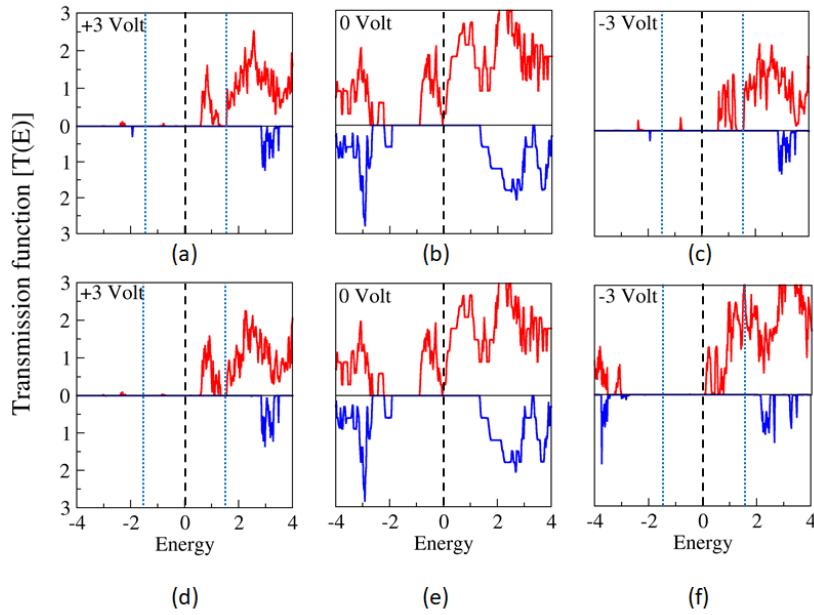 Transmission function [T(E)]
+3 Volt
0 Volt
-3 Volt
3
2
1
0
1
2
3
(a)
(b)
(c)
+3 Volt
0 Volt
-3 Volt
3
2
1
0
1
2
3
-4 -2 0 2 4
-4 -2 0 2 4
-4 -2 0 2 4
Energy
Energy
Energy
(d)
(e)
(f)